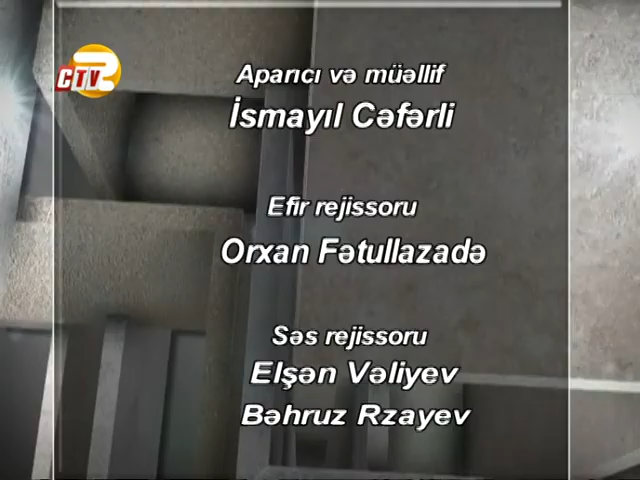 CTV
Aparıcı və müəllif
İsmayıl Cəfərli
Efir rejissoru
Orxan Fətullazadə
Səs rejissoru
Elşən Vəliyev
Bəhruz Rzayev